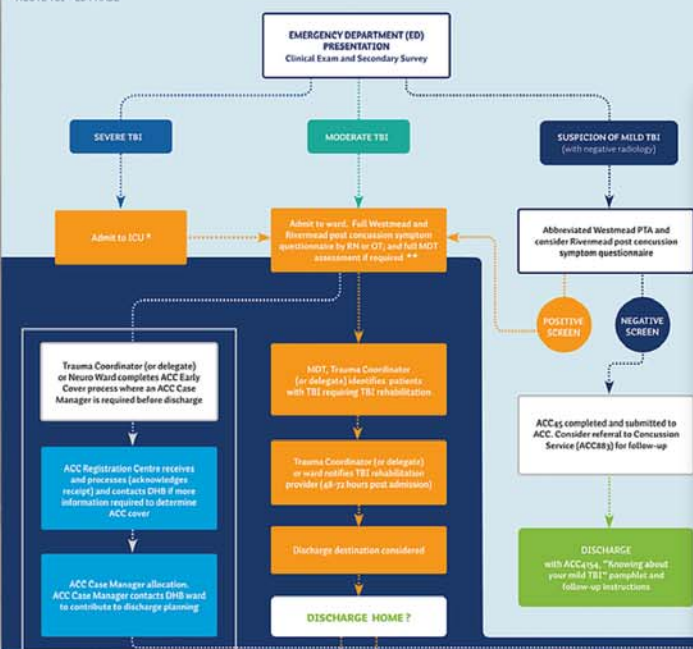 EMERGENCY DEPARTMENT (ED)
PRESENTATION
Clinical Exam and Secondary Survey
SEVERE TBI
MODERATE TBI
SUSPICION OF MILD TBI
(with negative radiology)
Admit to ICU *
Admit to ward. Full Westmead and
Rivermead post concussion symptom
questionnaire by RN or OT; and full MDT
assessment if required **
Abbreviated Westmead PTA and
consider Rivermead post concussion
symptom questionnaire
POSITIVE
SCREEN
NEGATIVE
SCREEN
Trauma Coordinator (or delegate)
or Neuro Ward completes ACC Early
Cover process where an ACC Case
Manager is required before discharge
MDT, Trauma Coordinator
(or delegate) identifies patients
with TBI requiring TBI rehabilitation
ACC45 completed and submitted to
ACC. Consider referral to Concussion
Service (ACC883) for follow-up
ACC Registration Centre receives
and processes (acknowledges
receipt) and contacts DHB if more
information required to determine
ACC cover
Trauma Coordinator (or delegate)
or ward notifies TBI rehabilitation
provider (48-72 hours post admission)
Discharge destination considered
DISCHARGE
with ACC4154, "Knowing about
your mild TBI" pamphlet and
follow-up instructions
ACC Case Manager allocation.
ACC Case Manager contacts DHB ward
to contribute to discharge planning
DISCHARGE HOME?